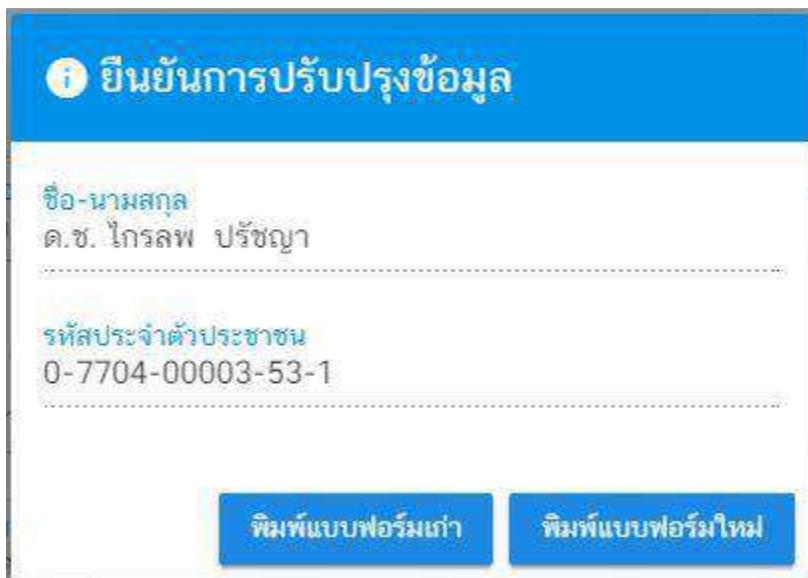 ยืนยันการปรับปรุงข้อมูล
ชื่อ-นามสกุล
ด.ช. ไกรลพ ปรัชญา
รหัสประจำตัวประชาชน
0-7704-00003-53-1
พิมพ์แบบฟอร์มเก่า พิมพ์แบบฟอร์มใหม่